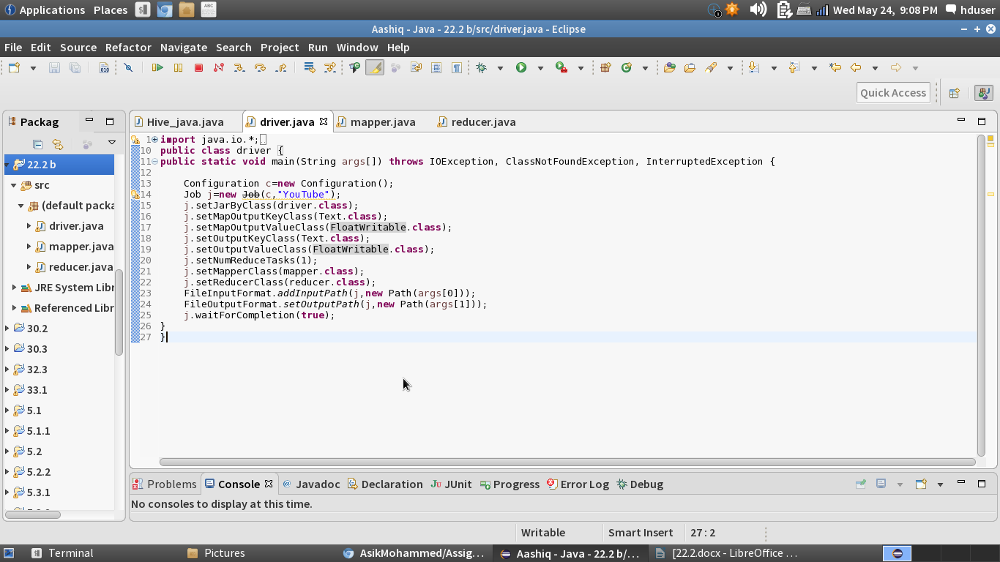 Applications Places Wed May 24, 9:08 PM hduser
Aashiq - Java - 22.2 b/src/driver.java - Eclipse
File Edit Source Refactor Navigate Search Project Run Window Help
Quick Access
Packag
22.2 b
src
(default packa
driver.java
mapper.java
reducer.java
JRE System Libr
Referenced Libr
30.2
30.3
32.3
33.1
5.1
5.1.1
5.2
5.2.2
5.3.1
Hive_java.java driver.java mapper.java reducer.java
1 import java.io.*;
10 public class driver {
11 public static void main(String args[]) throws IOException, ClassNotFoundException, InterruptedException {
12
13 Configuration c=new Configuration();
14 Job j=new Job(c,"YouTube");
15 j.setJarByClass(driver.class);
16 j.setMapOutputKeyClass(Text.class);
17 j.setMapOutputValueClass(FloatWritable.class);
18 j.setOutputKeyClass(Text.class);
19 j.setOutputValueClass(FloatWritable.class);
20 j.setNumReduceTasks(1);
21 j.setMapperClass(mapper.class);
22 j.setReducerClass(reducer.class);
23 FileInputFormat.addInputPath(j,new Path(args[0]));
24 FileOutputFormat.setOutputPath(j,new Path(args[1]));
25 j.waitForCompletion(true);
26 }
27 }
Problems Console Javadoc Declaration JUnit Progress Error Log Debug
No consoles to display at this time.
Writable Smart Insert 27 : 2
Terminal Pictures AsikMohammed/Assig... Aashiq - Java - 22.2 b/... [22.2.docx - LibreOffice ...